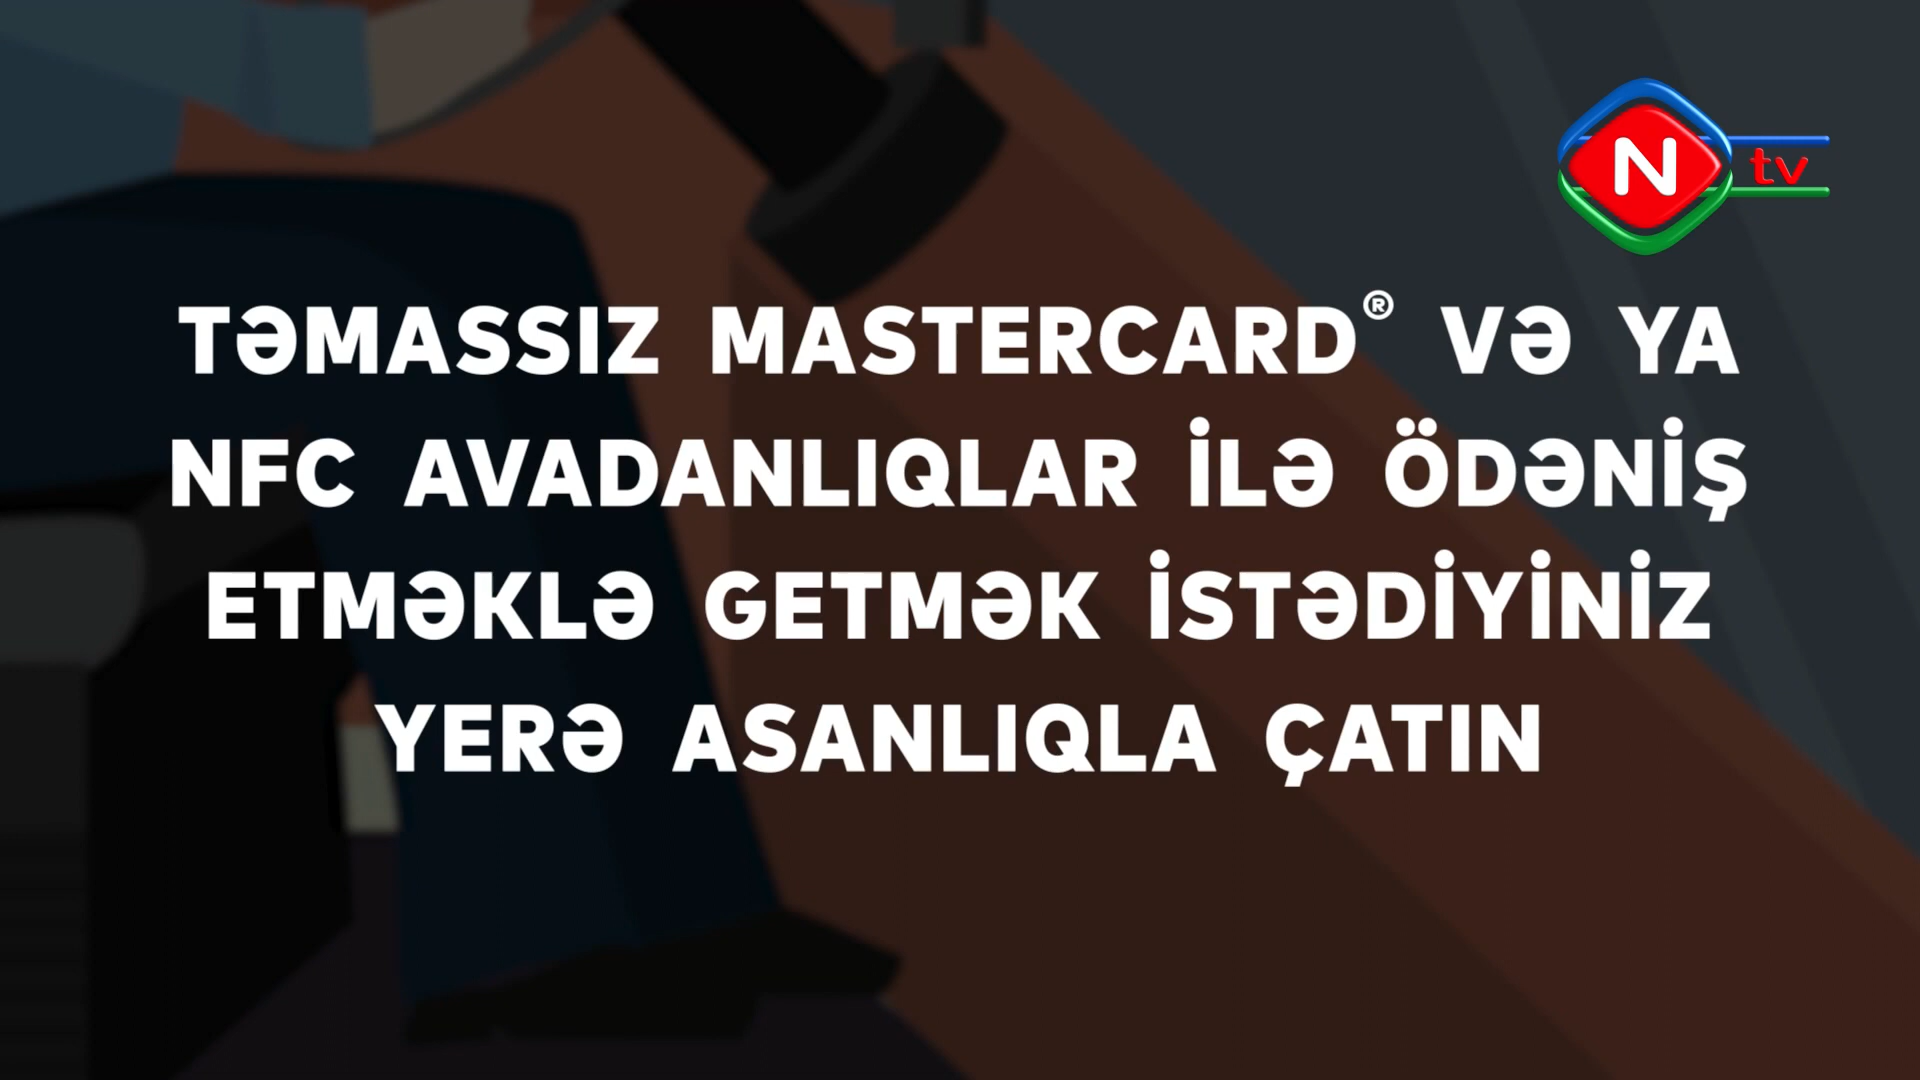 N tv
TƏMASSIZ MASTERCARD® VƏ YA
NFC AVADANLIQLAR İLƏ ÖDƏNİŞ
ETMƏKLƏ GETMƏK İSTƏDİYİNİZ
YERƏ ASANLIQLA ÇATIN